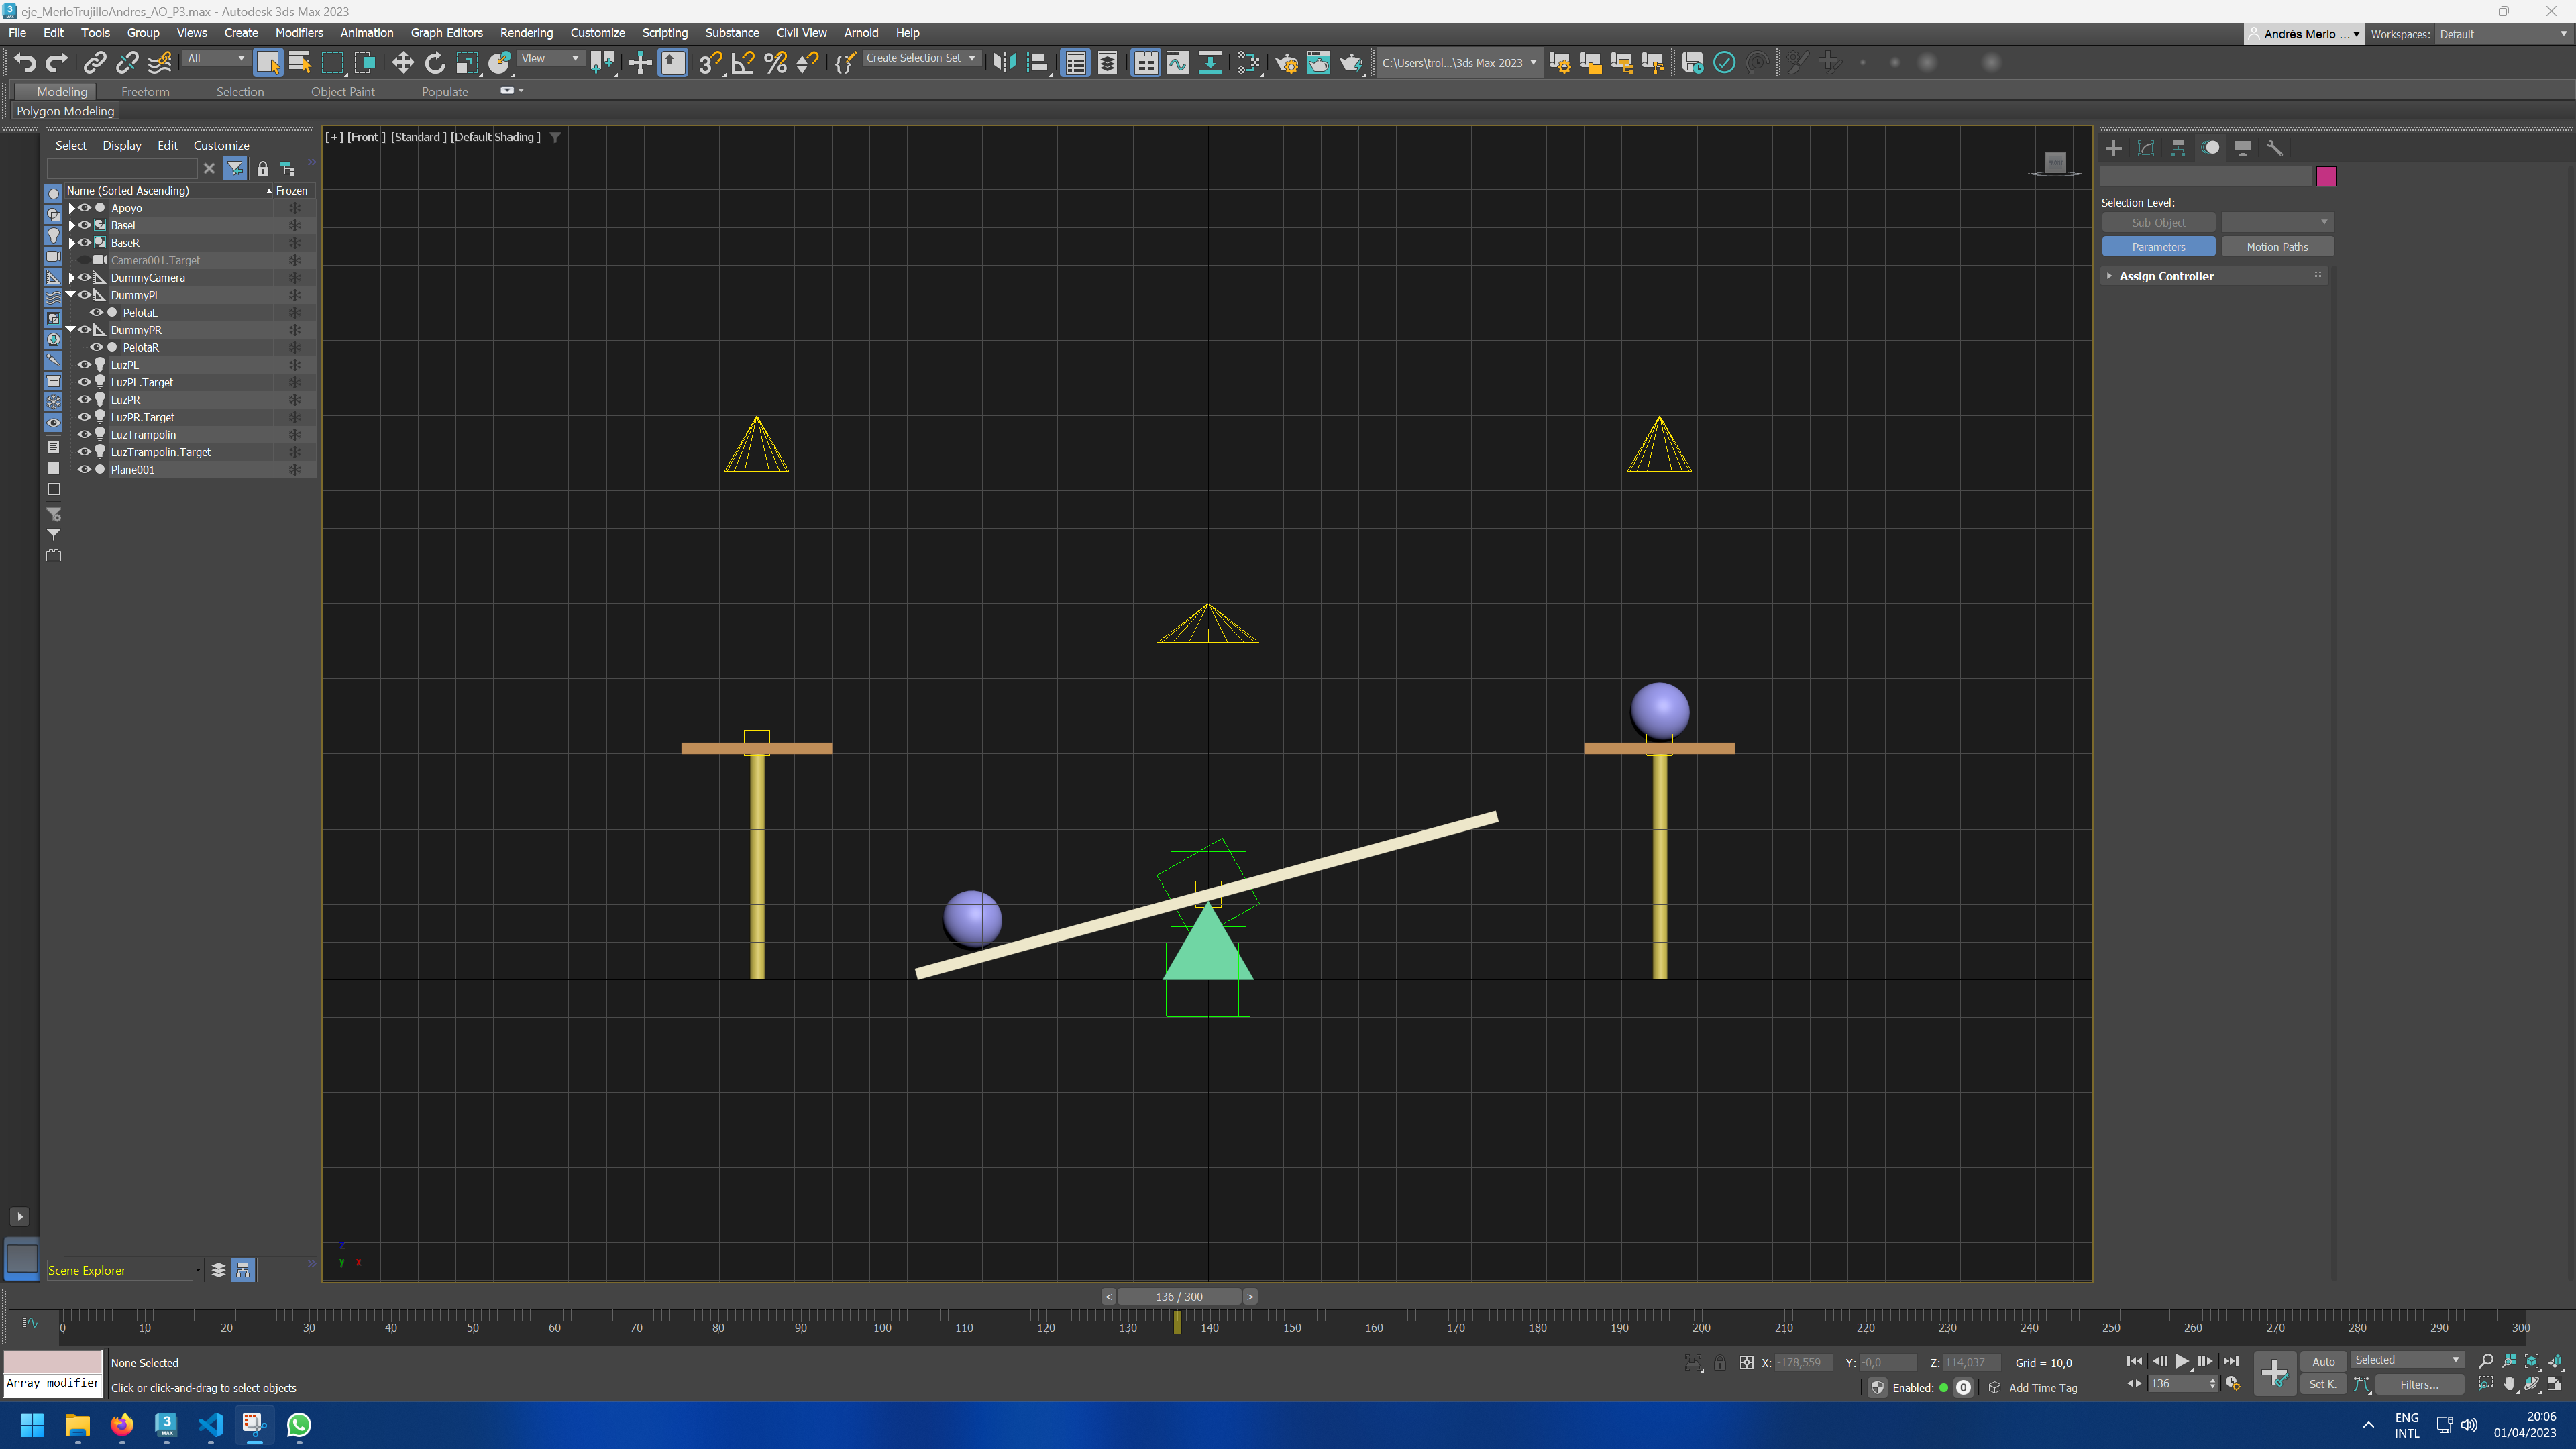 eje_MerloTrujilloAndres_AO_P3.max - Autodesk 3ds Max 2023
File Edit Tools Group Views Create Modifiers Animation Graph Editors Rendering Customize Scripting Substance Civil View Arnold Help
Andrés Merlo ... Workspaces: Default
All View Create Selection Set C:\Users\trol...\3ds Max 2023
Modeling Freeform Selection Object Paint Populate
Polygon Modeling
Select Display Edit Customize
Name (Sorted Ascending) Frozen
Apoyo
BaseL
BaseR
Camera001.Target
DummyCamera
DummyPL
PelotaL
DummyPR
PelotaR
LuzPL
LuzPL.Target
LuzPR
LuzPR.Target
LuzTrampolin
LuzTrampolin.Target
Plane001
Scene Explorer
[+] [Front ] [Standard ] [Default Shading ]
Selection Level:
Sub-Object
Parameters Motion Paths
Assign Controller
< 136 / 300 >
0 10 20 30 40 50 60 70 80 90 100 110 120 130 140 150 160 170 180 190 200 210 220 230 240 250 260 270 280 290 300
None Selected
Array modifier
Click or click-and-drag to select objects
X: -178,559 Y: -0,0 Z: 114,037 Grid = 10,0
Enabled: 0 Add Time Tag
Auto Selected
136 Set K. Filters...
ENG
INTL
20:06
01/04/2023